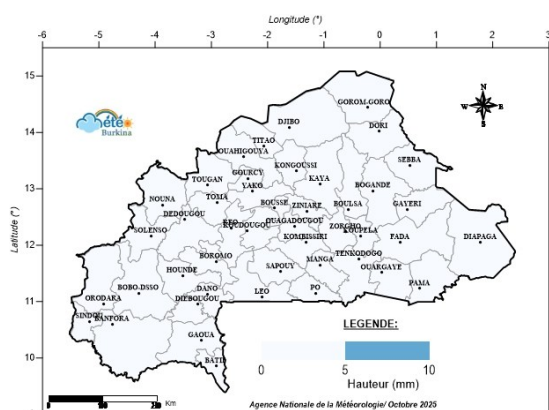 Longitude (°)
-6 -5 -4 -3 -2 -1 0 1 2 3
15
GOROM-GORO
N
W E
S
Météo
Burkina
DJIBO
DORI
14
TITAO
OUAHIGOUYA
KONGOUSSI
SEBBA
GOURCY
TOUGAN
YAKO
KAYA
BOGANDE
13
NOUNA
TOMA
BOUSSE
ZINIARE
BOULSA
GAYERI
DEDOUGOU
REO
KOUDOUGOU
OUAGADOUGOU
ZORGHO
KOUPELA
SOLENSO
KOMBISSIRI
FADA
DIAPAGA
12
Latitude (°)
BOROMO
TENKODOGO
HOUNDE
SAPOUY
MANGA
OUARGAYE
BOBO-DSSO
DANO
LEO
PO
PAMA
11
ORODARA
DIEBOUGOU
SINDOU
BANFORA
LEGENDE:
GAOUA
10
BATIE
0 5 10
Hauteur (mm)
0 100 200 Km
Agence Nationale de la Météorologie/ Octobre 2025